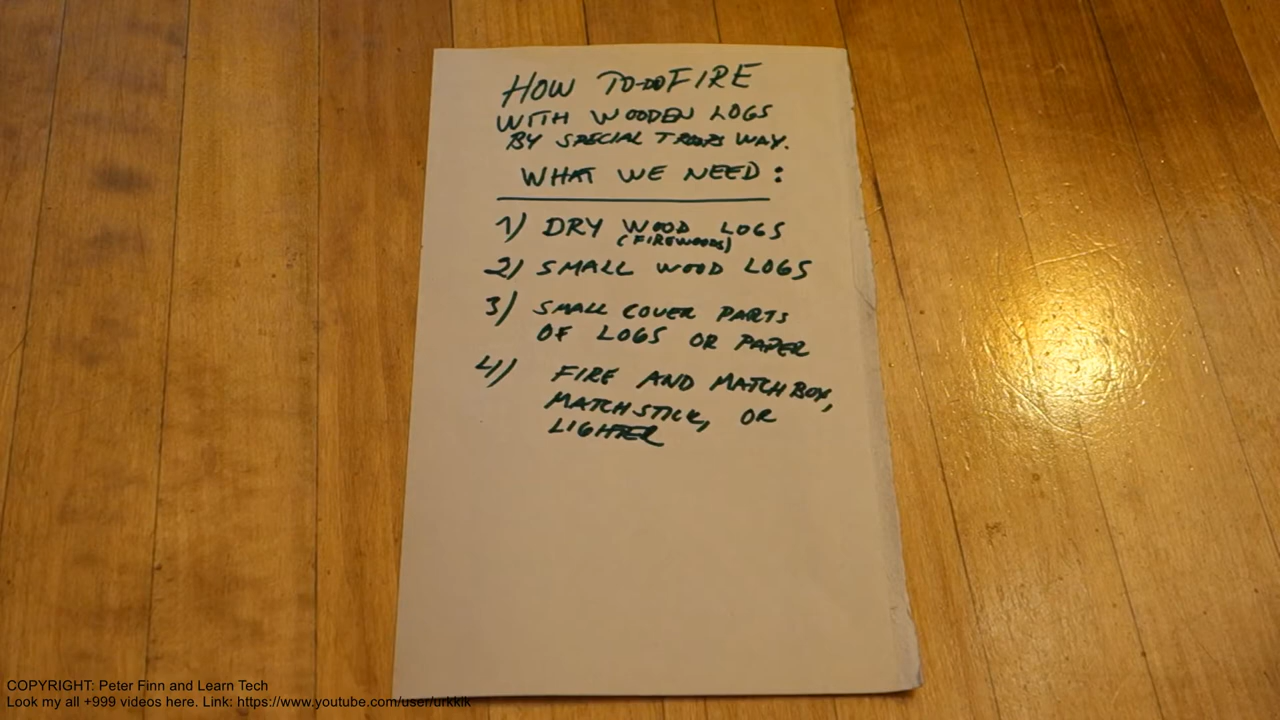 HOW TO-DO FIRE
WITH WOODEN LOGS
BY SPECIAL TROOPS WAY.
WHAT WE NEED:
1) DRY WOOD LOGS
(FIREWOODS)
2) SMALL WOOD LOGS
3) SMALL COVER PARTS
OF LOGS OR PAPER
4) FIRE AND MATCHBOX,
MATCHSTICK, OR
LIGHTER
COPYRIGHT: Peter Finn and Learn Tech
Look my all +999 videos here. Link: https://www.youtube.com/user/urkkik